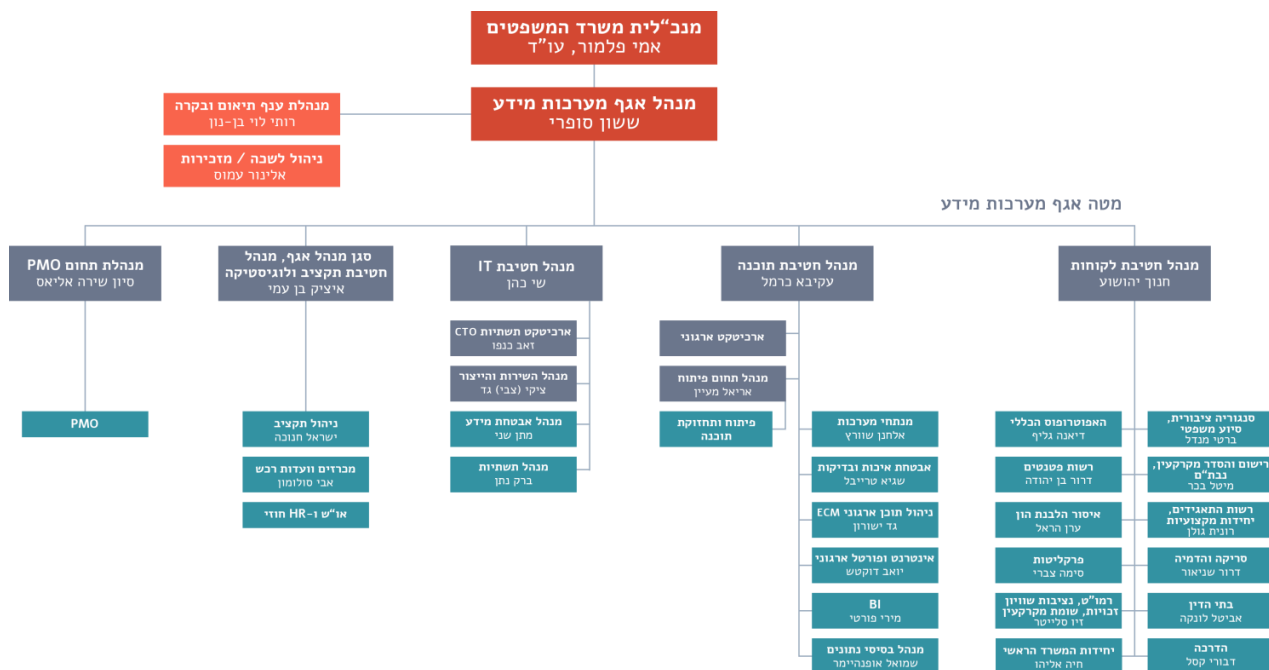 מנכ“לית משרד המשפטים
אמי פלמור, עו”ד
מנהל אגף מערכות מידע
ששון סופרי
מנהלת ענף תיאום ובקרה
רותי לוי בן-נון
ניהול לשכה / מזכירות
אלינור עמוס
מטה אגף מערכות מידע
מנהל חטיבת לקוחות
חנוך יהושוע
מנהל חטיבת תוכנה
עקיבא כרמל
מנהל חטיבת IT
שי כהן
סגן מנהל אגף, מנהל
חטיבת תקציב ולוגיסטיקה
איציק בן עמי
מנהלת תחום PMO
סיון שירה אליאס
סנגוריה ציבורית,
סיוע משפטי
ברטי מנדל
רישום והסדר מקרקעין,
נבת“ם
מיטל בכר
רשות התאגידים,
יחידות מקצועיות
רונית גולן
סריקה והדמיה
דרור שניאור
בתי הדין
אביטל לונקה
הדרכה
דבורי קסל
האפוטרופוס הכללי
דיאנה גליף
רשות פטנטים
דרור בן יהודה
איסור הלבנת הון
ערן הראל
פרקליטות
סימה צברי
רמו“ט, נציבות שוויון
זכויות, שומת מקרקעין
זיו סלייטר
יחידות המשרד הראשי
חיה אליהו
ארכיטקט ארגוני
מנהל תחום פיתוח
אריאל מעיין
פיתוח ותחזוקת
תוכנה
מנתחי מערכות
אלחנן שוורץ
אבטחת איכות ובדיקות
שגיא טרייבל
ניהול תוכן ארגוני ECM
גד ישורון
אינטרנט ופורטל ארגוני
יואב דוקטש
BI
מירי פורטי
מנהל בסיסי נתונים
שמואל אופנהיימר
ארכיטקט תשתיות CTO
זאב כנפו
מנהל השירות והייצור
ציקי (צבי) גד
מנהל אבטחת מידע
מתן שני
מנהל תשתיות
ברק נתן
ניהול תקציב
ישראל חנוכה
מכרזים וועדות רכש
אבי סולומון
או“ש ו-HR חוזי
PMO